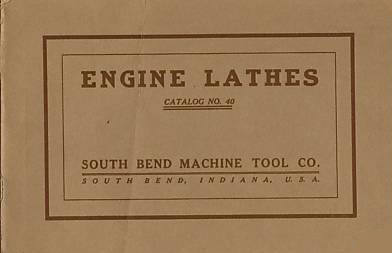 ENGINE LATHES
CATALOG NO. 40
SOUTH BEND MACHINE TOOL CO.
SOUTH BEND, INDIANA, U.S.A.